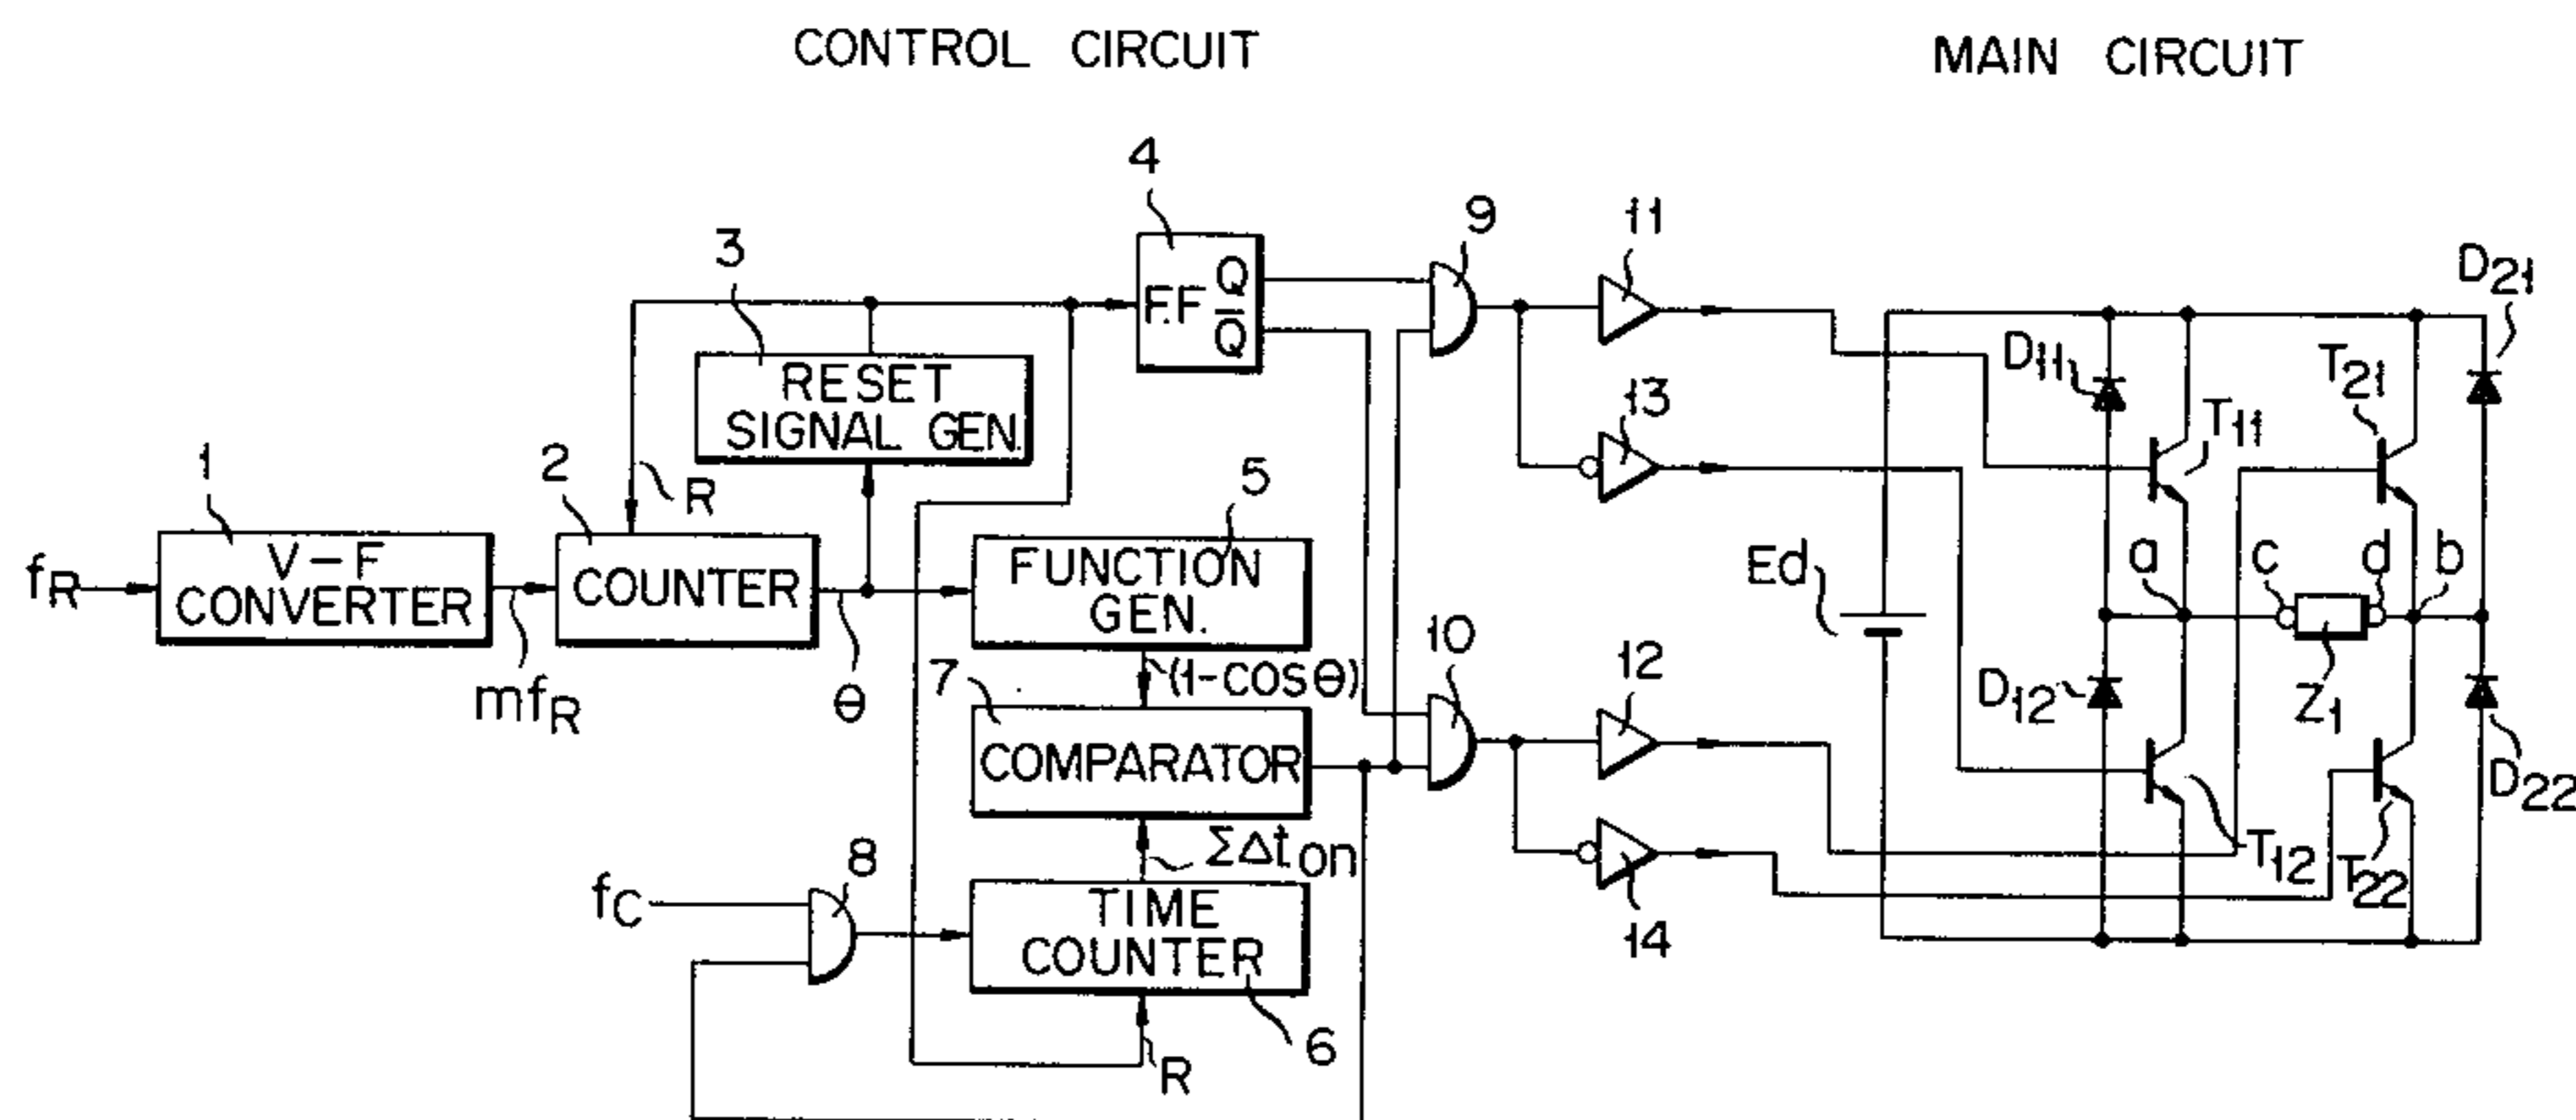 CONTROL CIRCUIT
MAIN CIRCUIT
4
9
11
3
F.F
Q
Q̅
D21
RESET
SIGNAL GEN.
D11
T21
13
T11
1
2
R
5
fR
V-F
CONVERTER
COUNTER
FUNCTION
GEN.
Ed
a
c
d
b
mfR
θ
7
(1-COSθ)
10
12
D12
Z1
COMPARATOR
D22
ΣΔton
8
T12
T22
fC
TIME
COUNTER
14
6
R